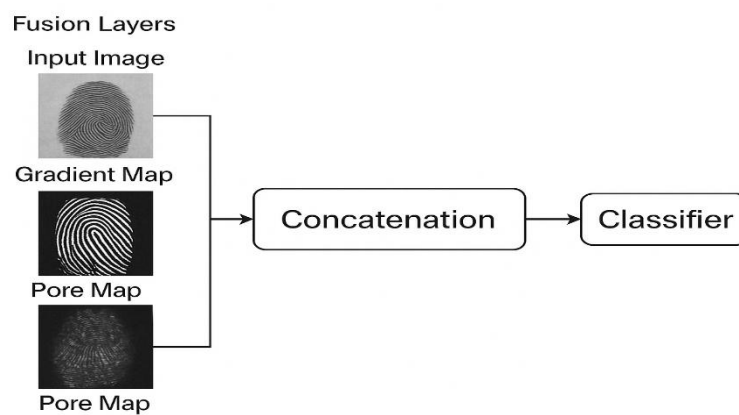 Fusion Layers
Input Image
Gradient Map
Pore Map
Pore Map
Concatenation
Classifier